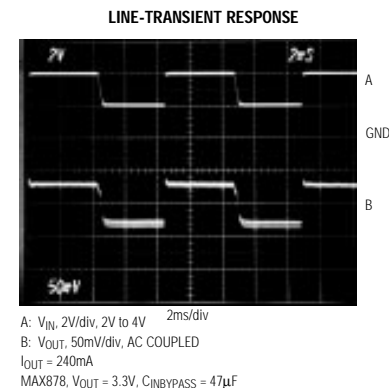 LINE-TRANSIENT RESPONSE
2V 2mS
A
GND
B
50mV
2ms/div
A: VIN, 2V/div, 2V to 4V
B: VOUT, 50mV/div, AC COUPLED
IOUT = 240mA
MAX878, VOUT = 3.3V, CINBYPASS = 47µF